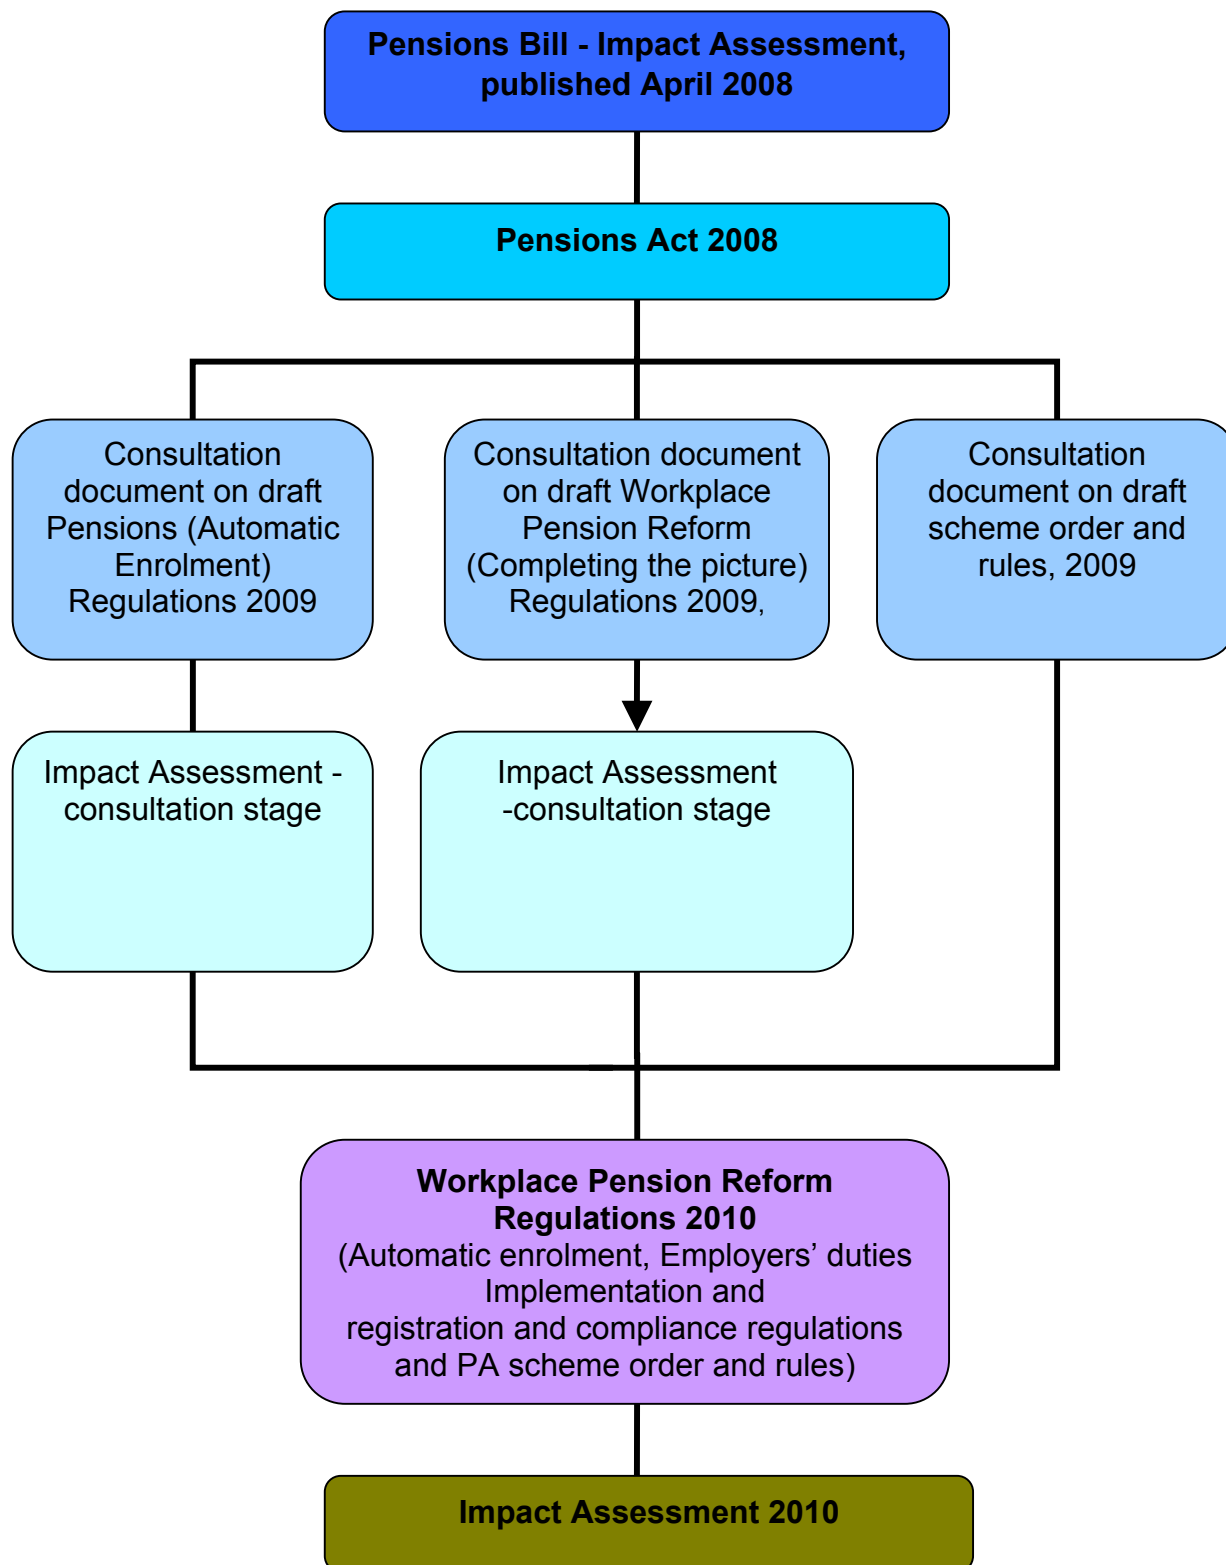 Pensions Bill - Impact Assessment,
published April 2008
Pensions Act 2008
Consultation
document on draft
Pensions (Automatic
Enrolment)
Regulations 2009
Consultation document
on draft Workplace
Pension Reform
(Completing the picture)
Regulations 2009,
Consultation
document on draft
scheme order and
rules, 2009
Impact Assessment -
consultation stage
Impact Assessment
-consultation stage
Workplace Pension Reform
Regulations 2010
(Automatic enrolment, Employers’ duties
Implementation and
registration and compliance regulations
and PA scheme order and rules)
Impact Assessment 2010